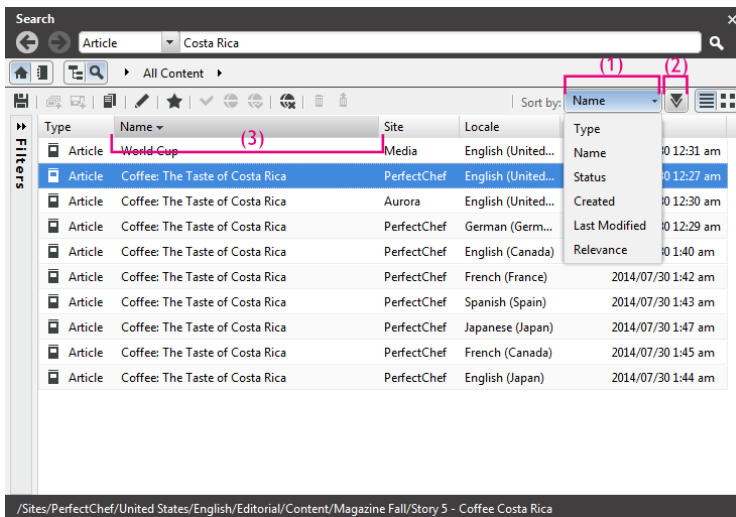 Search
Article Costa Rica
All Content
(1) (2)
Sort by: Name
Type Name Site Locale
Type
Name
Status
Created
Last Modified
Relevance
(3)
Filters
Article World Cup Media English (United... 30 12:31 am
Article Coffee: The Taste of Costa Rica PerfectChef English (United... 30 12:27 am
Article Coffee: The Taste of Costa Rica Aurora English (United... 30 12:30 am
Article Coffee: The Taste of Costa Rica PerfectChef German (Germ... 30 12:29 am
Article Coffee: The Taste of Costa Rica PerfectChef English (Canada) 30 1:40 am
Article Coffee: The Taste of Costa Rica PerfectChef French (France) 2014/07/30 1:42 am
Article Coffee: The Taste of Costa Rica PerfectChef Spanish (Spain) 2014/07/30 1:43 am
Article Coffee: The Taste of Costa Rica PerfectChef Japanese (Japan) 2014/07/30 1:47 am
Article Coffee: The Taste of Costa Rica PerfectChef French (Canada) 2014/07/30 1:45 am
Article Coffee: The Taste of Costa Rica PerfectChef English (Japan) 2014/07/30 1:44 am
/Sites/PerfectChef/United States/English/Editorial/Content/Magazine Fall/Story 5 - Coffee Costa Rica